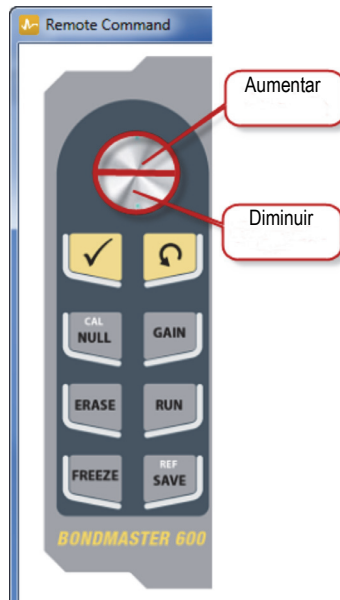 Remote Command
Aumentar
Diminuir
CAL
NULL
GAIN
ERASE
RUN
FREEZE
REF
SAVE
BONDMASTER 600